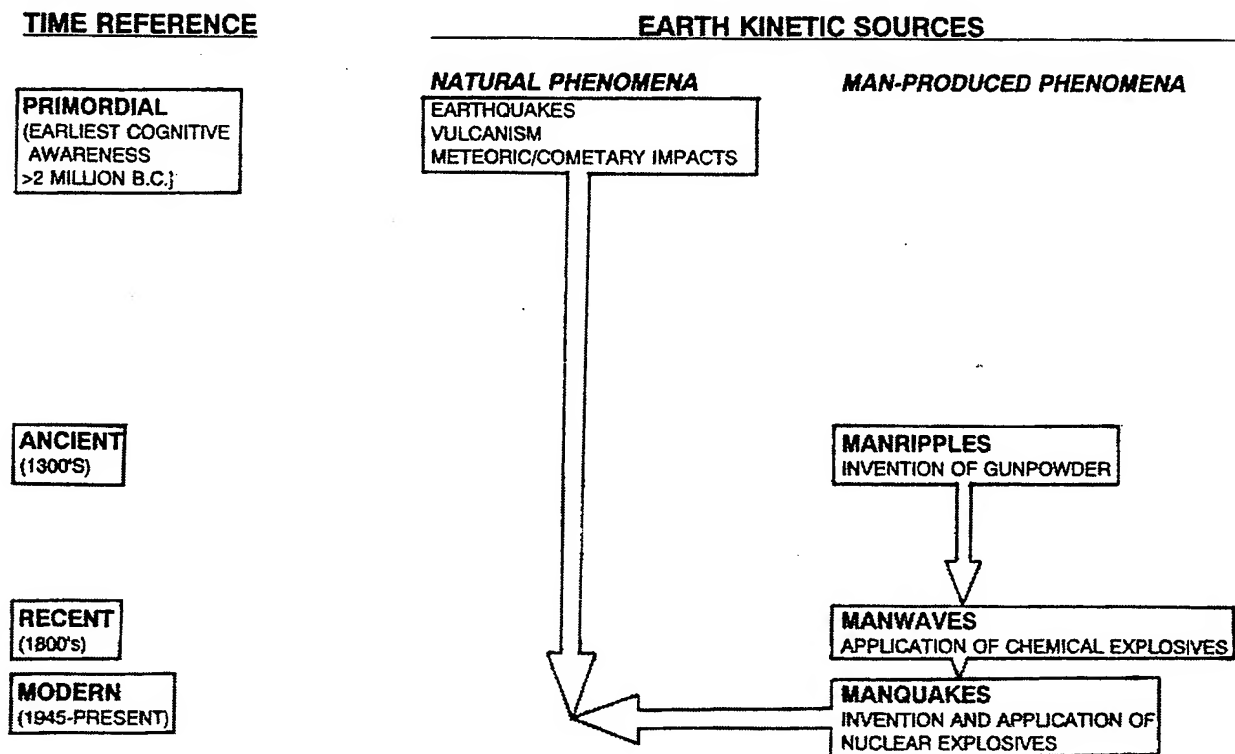 TIME REFERENCE
EARTH KINETIC SOURCES
NATURAL PHENOMENA
MAN-PRODUCED PHENOMENA
PRIMORDIAL
(EARLIEST COGNITIVE
AWARENESS
>2 MILLION B.C.}
EARTHQUAKES
VULCANISM
METEORIC/COMETARY IMPACTS
ANCIENT
(1300'S)
MANRIPPLES
INVENTION OF GUNPOWDER
RECENT
(1800's)
MANWAVES
APPLICATION OF CHEMICAL EXPLOSIVES
MODERN
(1945-PRESENT)
MANQUAKES
INVENTION AND APPLICATION OF
NUCLEAR EXPLOSIVES